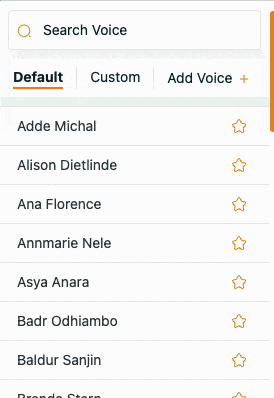 Search Voice
Default Custom Add Voice +
Adde Michal
Alison Dietlinde
Ana Florence
Annmarie Nele
Asya Anara
Badr Odhiambo
Baldur Sanjin